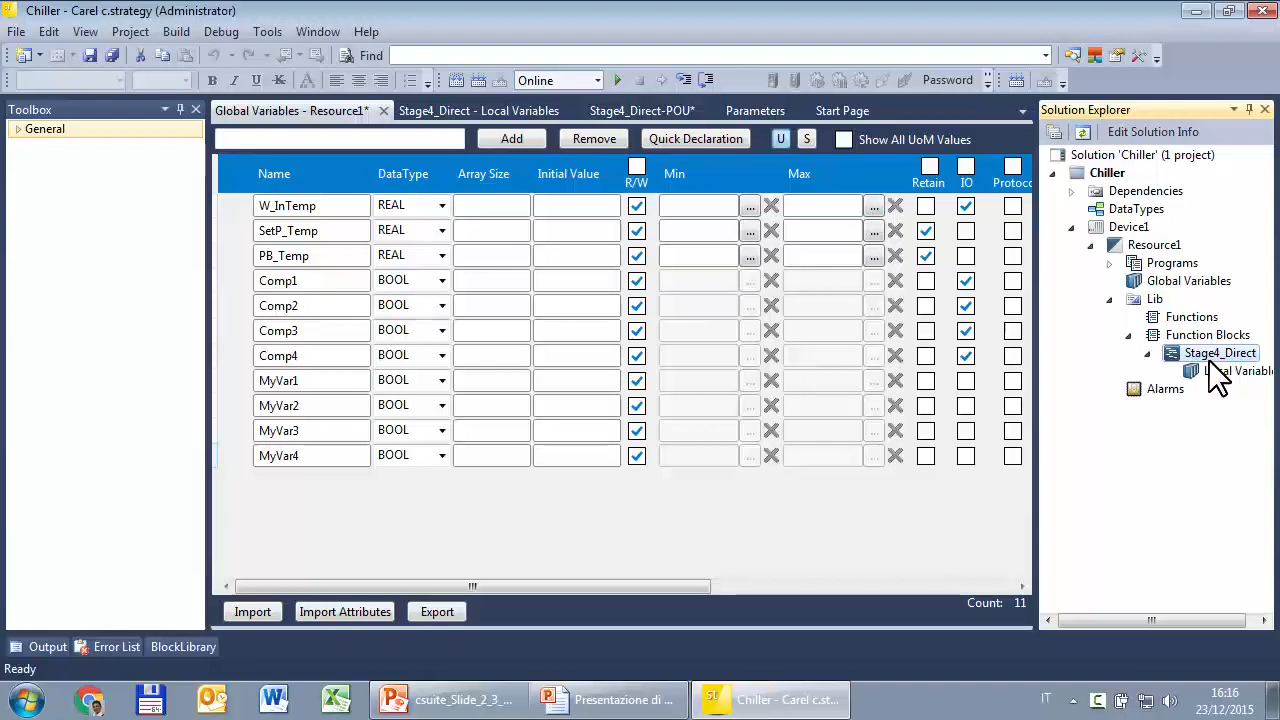 Chiller - Carel c.strategy (Administrator)
File Edit View Project Build Debug Tools Window Help
Find
B I U Online Password
Toolbox
General
Global Variables - Resource1* Stage4_Direct - Local Variables Stage4_Direct-POU* Parameters Start Page
Add Remove Quick Declaration U S Show All UoM Values
Name DataType Array Size Initial Value R/W Min Max Retain IO Protoco
W_InTemp REAL ... ...
SetP_Temp REAL ... ...
PB_Temp REAL ... ...
Comp1 BOOL ... ...
Comp2 BOOL ... ...
Comp3 BOOL ... ...
Comp4 BOOL ... ...
MyVar1 BOOL ... ...
MyVar2 BOOL ... ...
MyVar3 BOOL ... ...
MyVar4 BOOL ... ...
Import Import Attributes Export
Count: 11
Solution Explorer
Edit Solution Info
Solution 'Chiller' (1 project)
Chiller
Dependencies
DataTypes
Device1
Resource1
Programs
Global Variables
Lib
Functions
Function Blocks
Stage4_Direct
Local Variable
Alarms
Output Error List BlockLibrary
Ready
csuite_Slide_2_3_... Presentazione di ... Chiller - Carel c.st... IT 16:16
23/12/2015